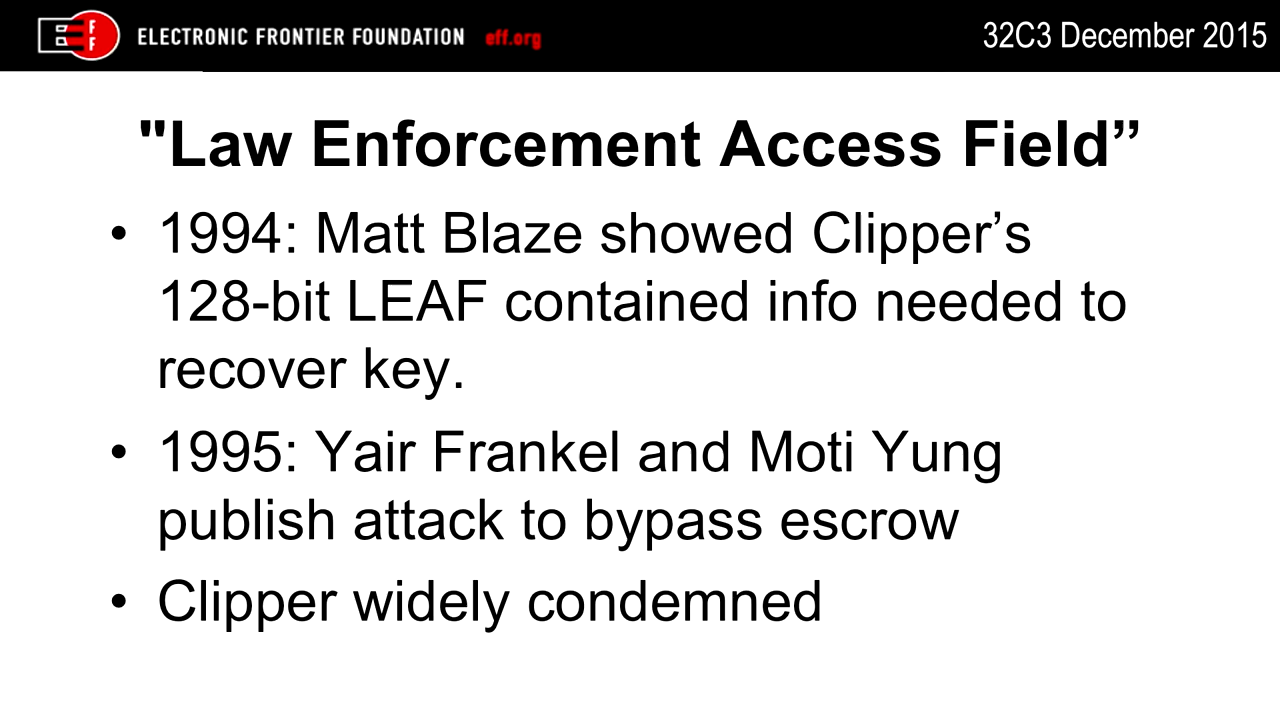 EFF ELECTRONIC FRONTIER FOUNDATION eff.org
32C3 December 2015
"Law Enforcement Access Field”
• 1994: Matt Blaze showed Clipper’s
128-bit LEAF contained info needed to
recover key.
• 1995: Yair Frankel and Moti Yung
publish attack to bypass escrow
• Clipper widely condemned